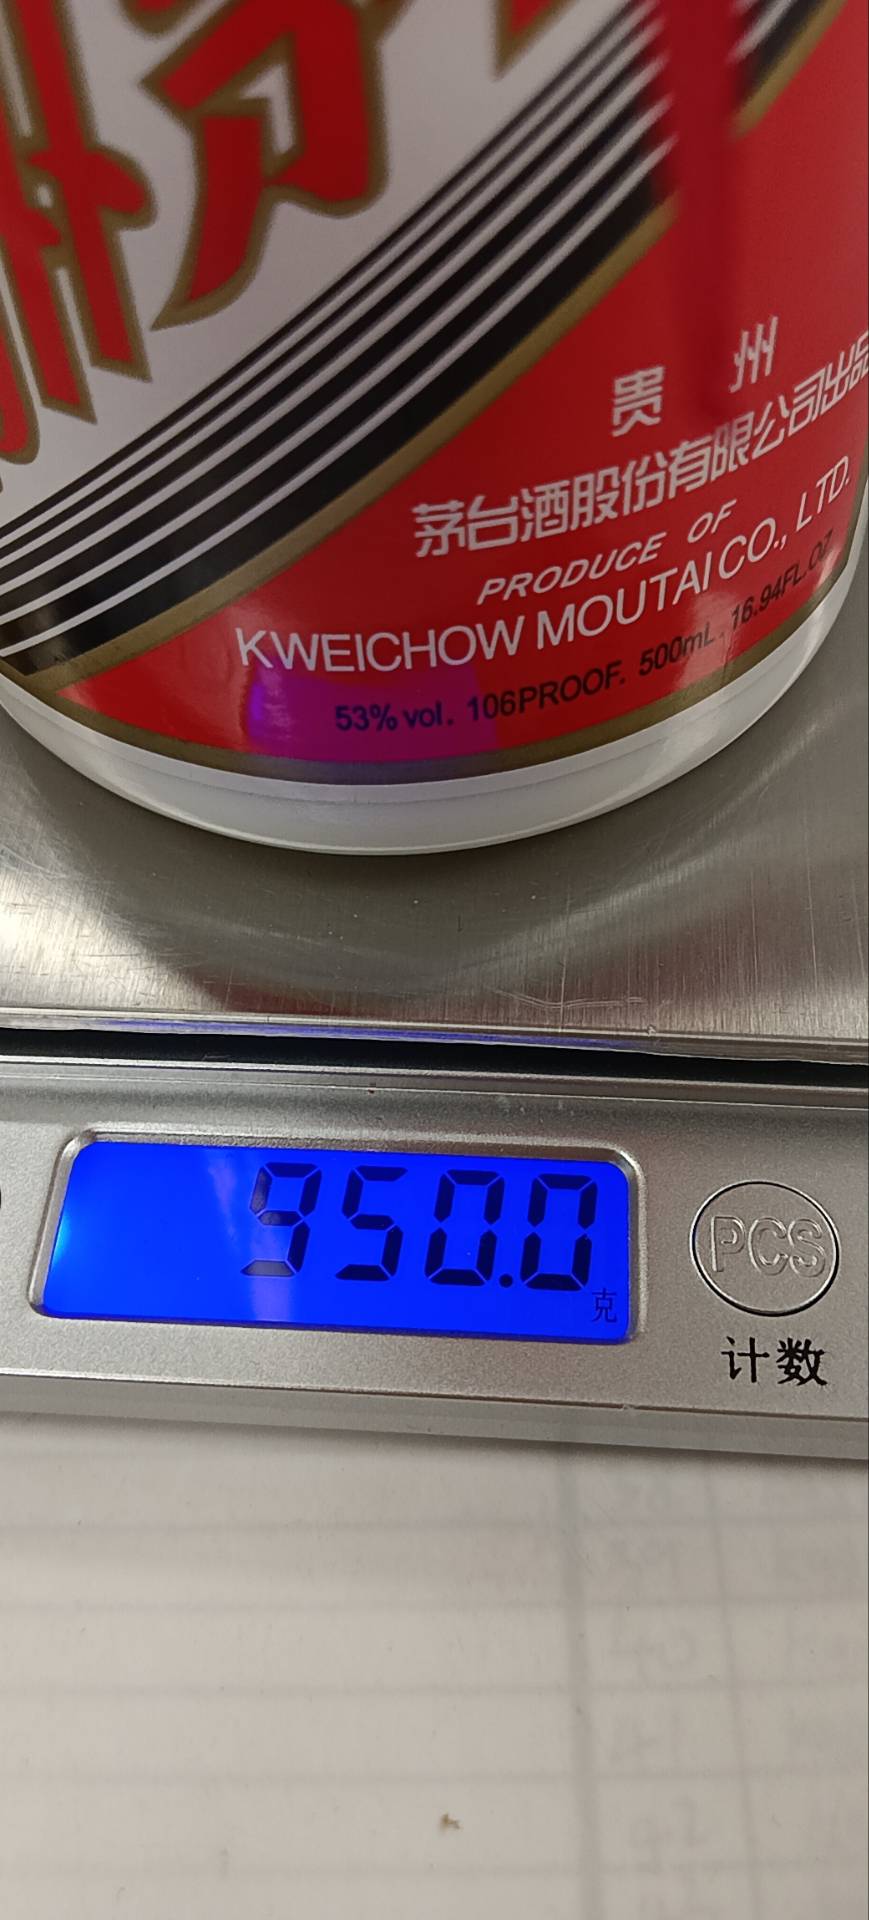 贵 州
茅台酒股份有限公司出品
PRODUCE OF
KWEICHOW MOUTAI CO., LTD.
53% vol. 106PROOF. 500mL 16.94FL.OZ
950.0
克
PCS
计数